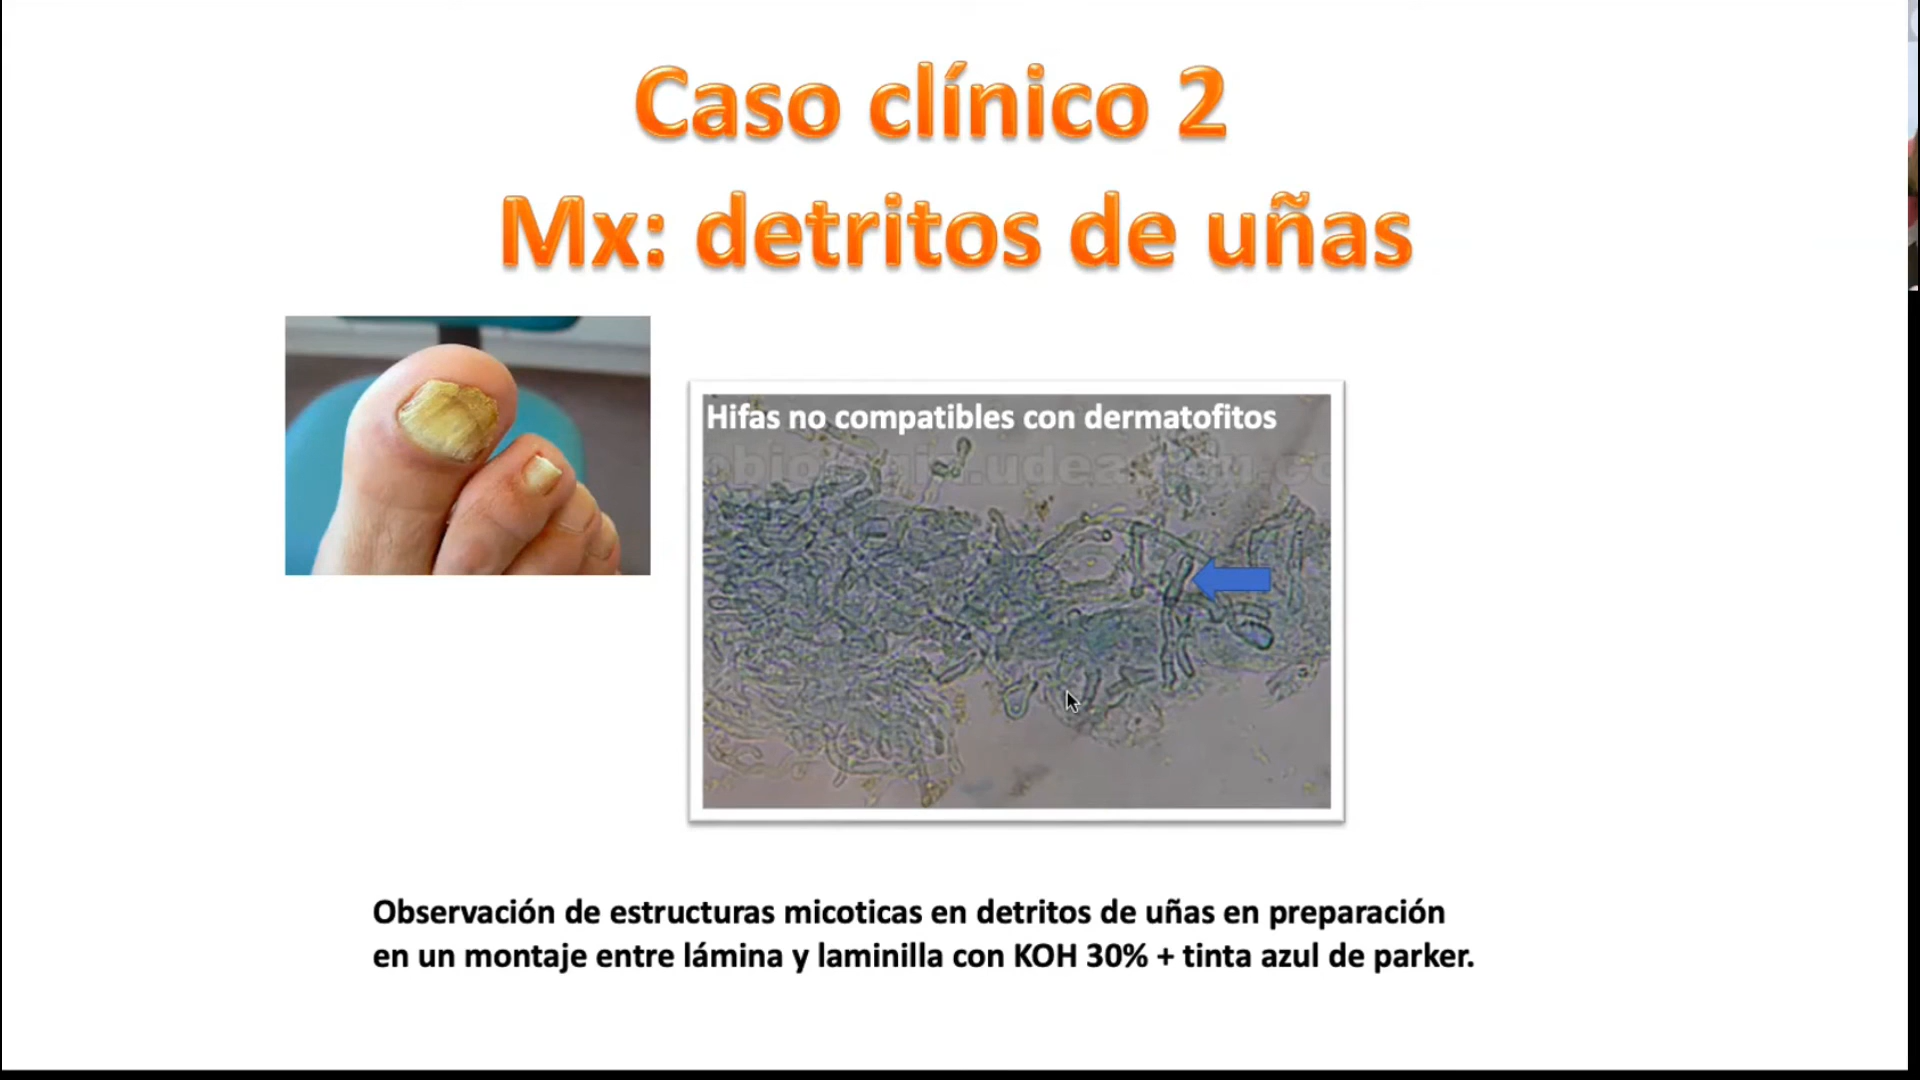 Caso clínico 2
Mx: detritos de uñas
Hifas no compatibles con dermatofitos
Observación de estructuras micoticas en detritos de uñas en preparación
en un montaje entre lámina y laminilla con KOH 30% + tinta azul de parker.